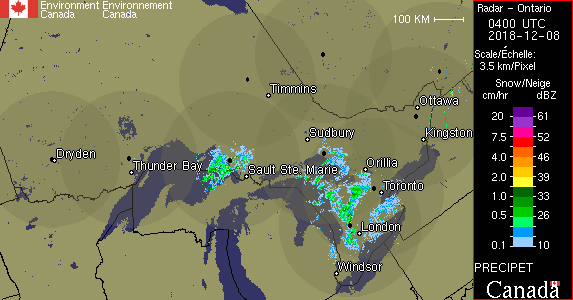 Environment Environnement
Canada Canada
100 KM
Timmins
Ottawa
Sudbury
Kingston
Dryden
Thunder Bay
Sault Ste. Marie
Orillia
Toronto
London
Windsor
Radar - Ontario
0400 UTC
2018-12-08
Scale/Échelle:
3.5 km/Pixel
Snow/Neige
cm/hr dBZ
20 61
7.5 52
4.0 46
2.0 39
1.0 33
0.5 26
0.1 10
PRECIPET
Canada